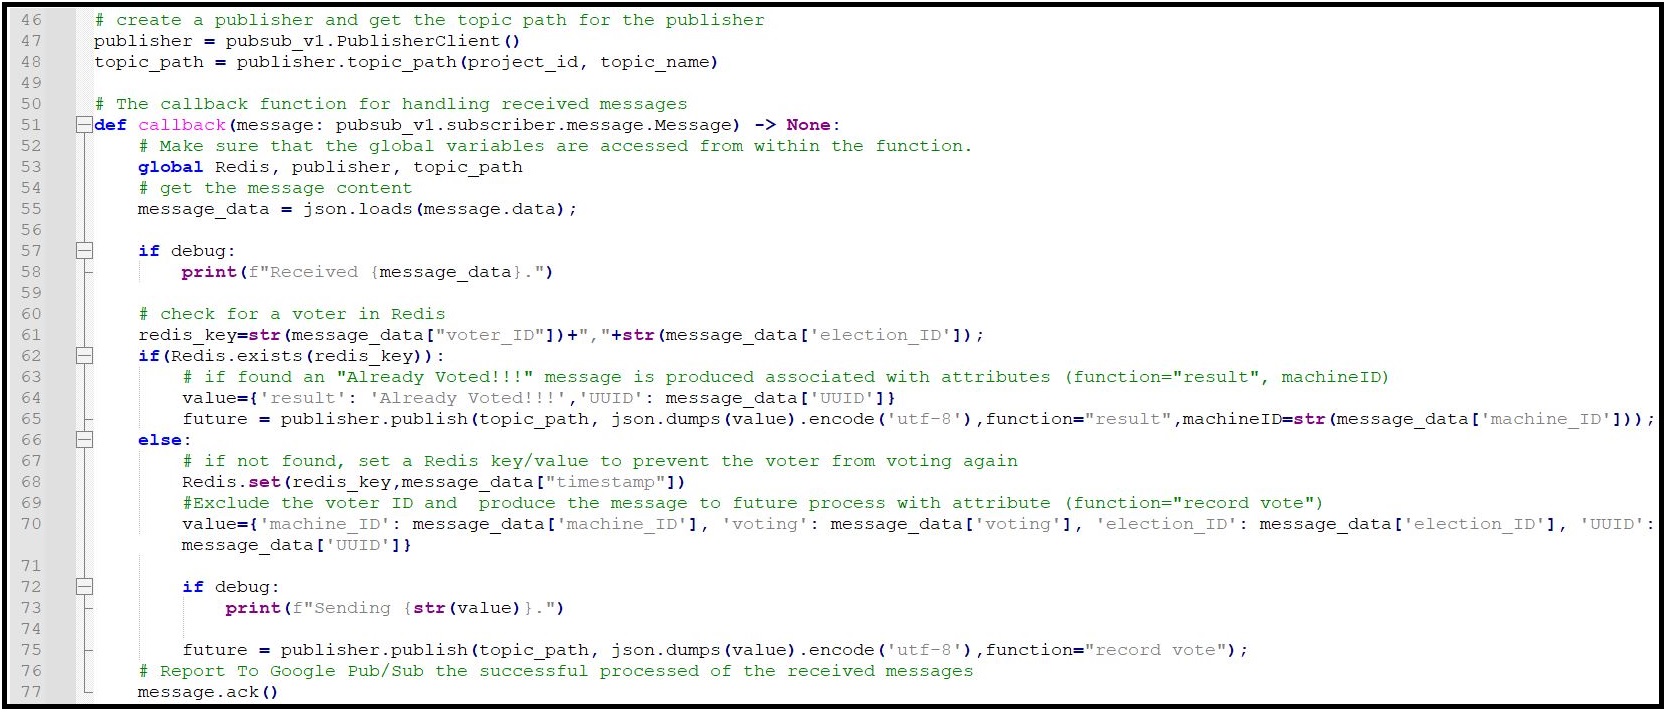 46 # create a publisher and get the topic path for the publisher
47 publisher = pubsub_v1.PublisherClient()
48 topic_path = publisher.topic_path(project_id, topic_name)
49
50 # The callback function for handling received messages
51 def callback(message: pubsub_v1.subscriber.message.Message) -> None:
52     # Make sure that the global variables are accessed from within the function.
53     global Redis, publisher, topic_path
54     # get the message content
55     message_data = json.loads(message.data);
56
57     if debug:
58         print(f"Received {message_data}.")
59
60     # check for a voter in Redis
61     redis_key=str(message_data["voter_ID"])+","+str(message_data['election_ID']);
62     if(Redis.exists(redis_key)):
63         # if found an "Already Voted!!!" message is produced associated with attributes (function="result", machineID)
64         value={'result': 'Already Voted!!!','UUID': message_data['UUID']}
65         future = publisher.publish(topic_path, json.dumps(value).encode('utf-8'),function="result",machineID=str(message_data['machine_ID']));
66     else:
67         # if not found, set a Redis key/value to prevent the voter from voting again
68         Redis.set(redis_key,message_data["timestamp"])
69         #Exclude the voter ID and  produce the message to future process with attribute (function="record vote")
70         value={'machine_ID': message_data['machine_ID'], 'voting': message_data['voting'], 'election_ID': message_data['election_ID'], 'UUID':
        message_data['UUID']}
71
72         if debug:
73             print(f"Sending {str(value)}.")
74
75         future = publisher.publish(topic_path, json.dumps(value).encode('utf-8'),function="record vote");
76     # Report To Google Pub/Sub the successful processed of the received messages
77     message.ack()